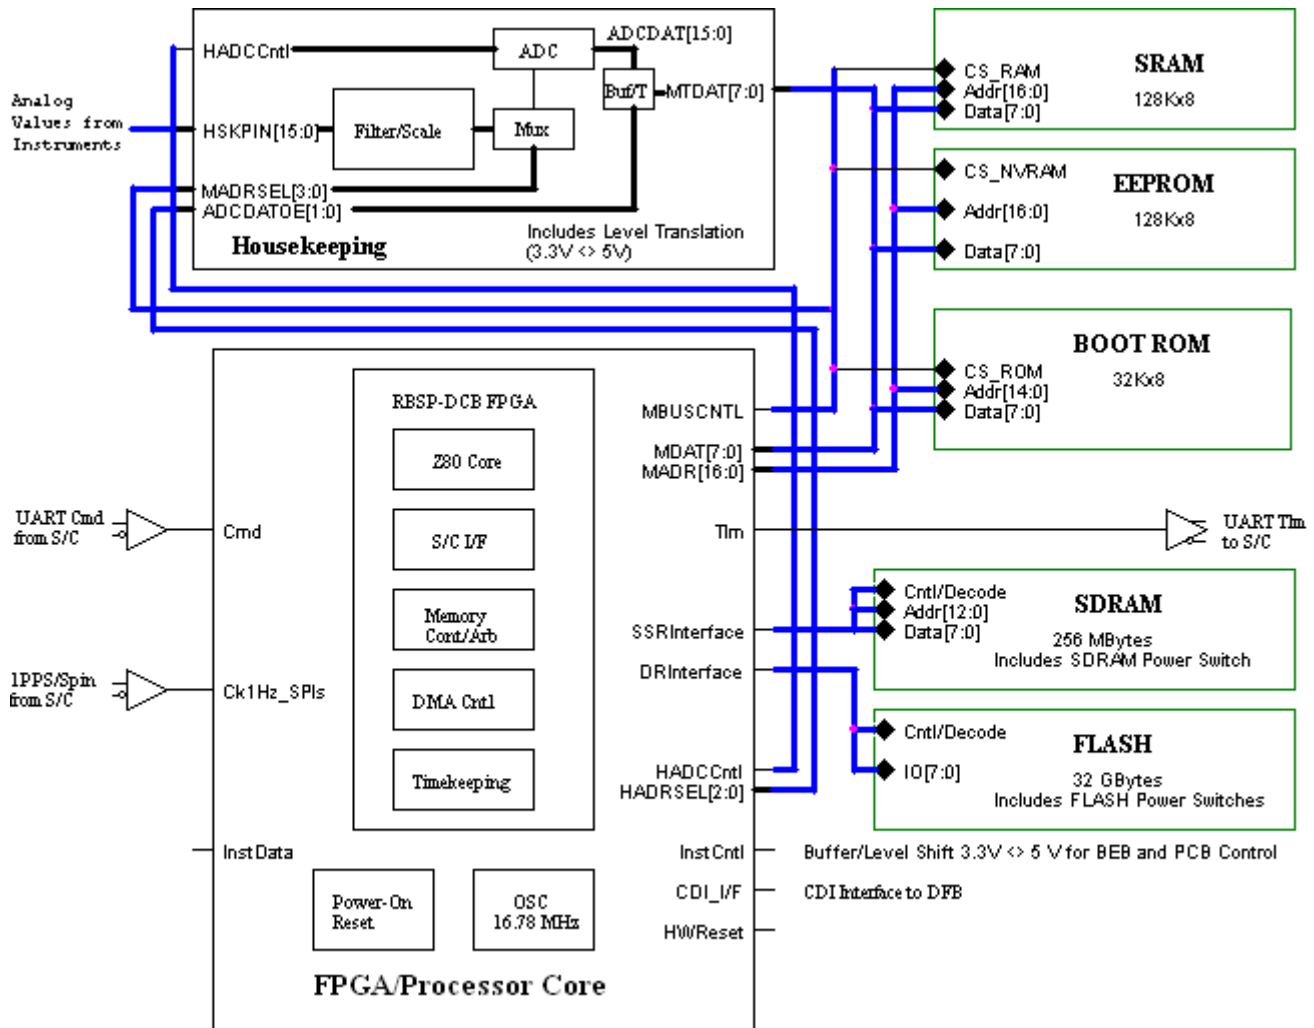 HADCCntl
ADC
ADCDAT[15:0]
Buf/T
MTDAT[7:0]
Analog
Values from
Instruments
HSKPIN[15:0]
Filter/Scale
Mux
MADRSEL[3:0]
ADCDATOE[1:0]
Housekeeping
Includes Level Translation
(3.3V <> 5V)
CS_RAM
Addr[16:0]
Data[7:0]
SRAM
128Kx8
CS_NVRAM
Addr[16:0]
Data[7:0]
EEPROM
128Kx8
BOOT ROM
32Kx8
CS_ROM
Addr[14:0]
Data[7:0]
RBSP-DCB FPGA
Z80 Core
S/C I/F
Memory
Cont/Arb
DMA Cntl
Timekeeping
MBUSCNTL
MDAT[7:0]
MADR[16:0]
UART Cmd
from S/C
Cmd
Tlm
UART Tlm
to S/C
SSRInterface
DRInterface
Cntl/Decode
Addr[12:0]
Data[7:0]
SDRAM
256 MBytes
Includes SDRAM Power Switch
1PPS/Spin
from S/C
Ck1Hz_SPIs
Cntl/Decode
IO[7:0]
FLASH
32 GBytes
Includes FLASH Power Switches
HADCCntl
HADRSEL[2:0]
InstData
InstCntl
Buffer/Level Shift 3.3V <> 5 V for BEB and PCB Control
CDI_I/F
CDI Interface to DFB
HWReset
Power-On
Reset
OSC
16.78 MHz
FPGA/Processor Core